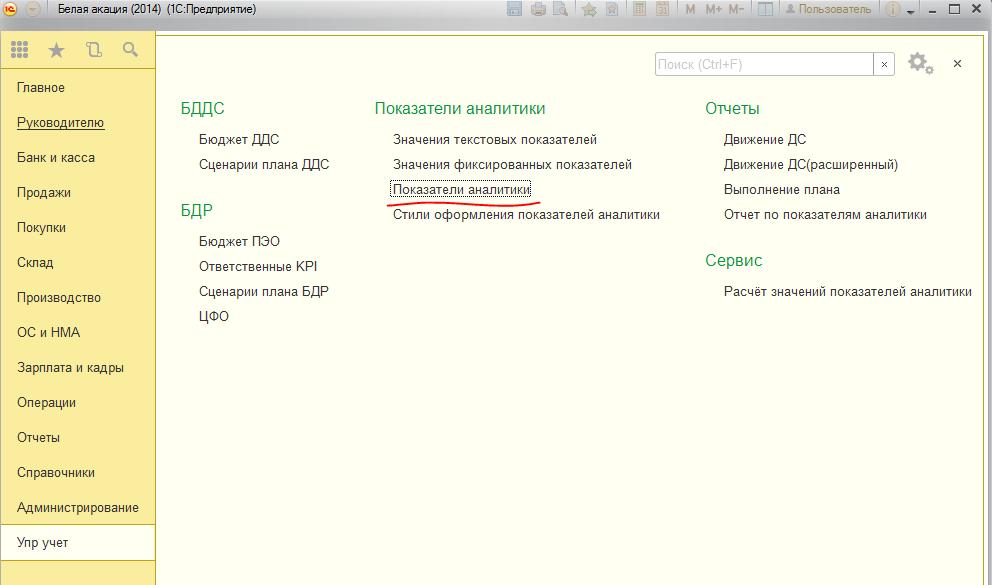 Белая акация (2014) (1С:Предприятие)
M M+ M- Пользователь
Поиск (Ctrl+F)
Главное
Руководителю
Банк и касса
Продажи
Покупки
Склад
Производство
ОС и НМА
Зарплата и кадры
Операции
Отчеты
Справочники
Администрирование
Упр учет
БДДС
Бюджет ДДС
Сценарии плана ДДС
БДР
Бюджет ПЭО
Ответственные KPI
Сценарии плана БДР
ЦФО
Показатели аналитики
Значения текстовых показателей
Значения фиксированных показателей
Показатели аналитики
Стили оформления показателей аналитики
Отчеты
Движение ДС
Движение ДС(расширенный)
Выполнение плана
Отчет по показателям аналитики
Сервис
Расчёт значений показателей аналитики